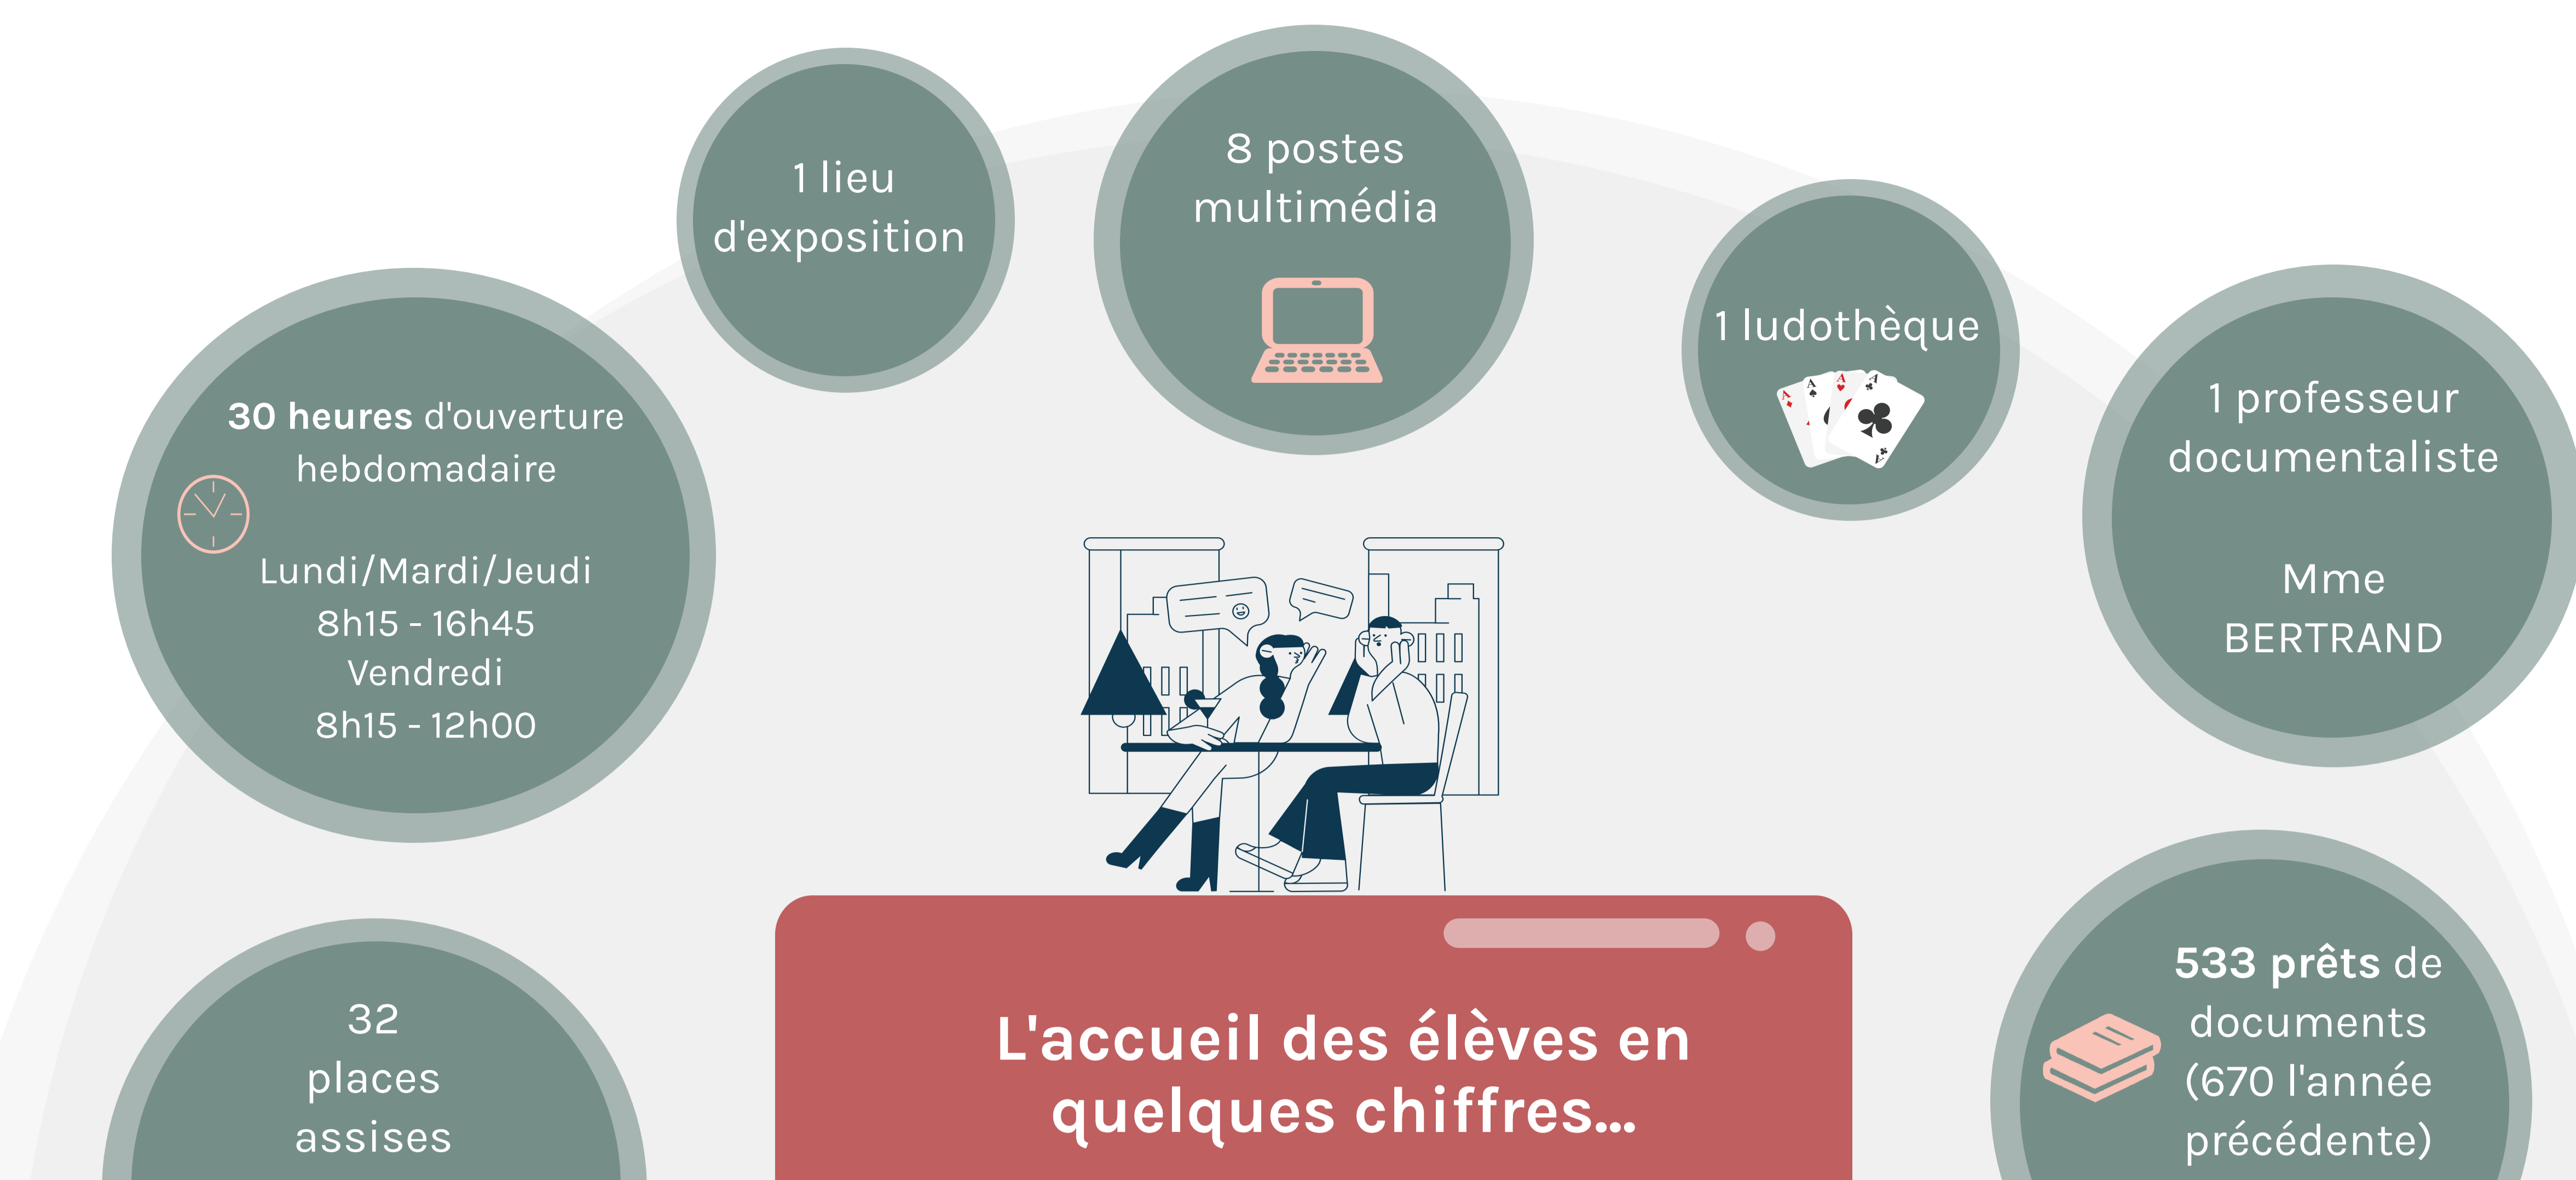 1 lieu
d'exposition
8 postes
multimédia
1 ludothèque
30 heures d'ouverture
hebdomadaire
Lundi/Mardi/Jeudi
8h15 - 16h45
Vendredi
8h15 - 12h00
1 professeur
documentaliste
Mme
BERTRAND
32
places
assises
L'accueil des élèves en
quelques chiffres...
533 prêts de
documents
(670 l'année
précédente)
A
A
A
A
A